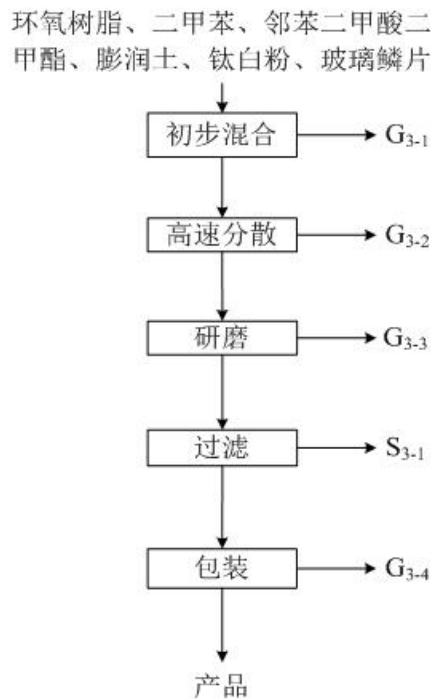 环氧树脂、二甲苯、邻苯二甲酸二
甲酯、膨润土、钛白粉、玻璃鳞片
初步混合
G3-1
高速分散
G3-2
研磨
G3-3
过滤
S3-1
包装
G3-4
产品